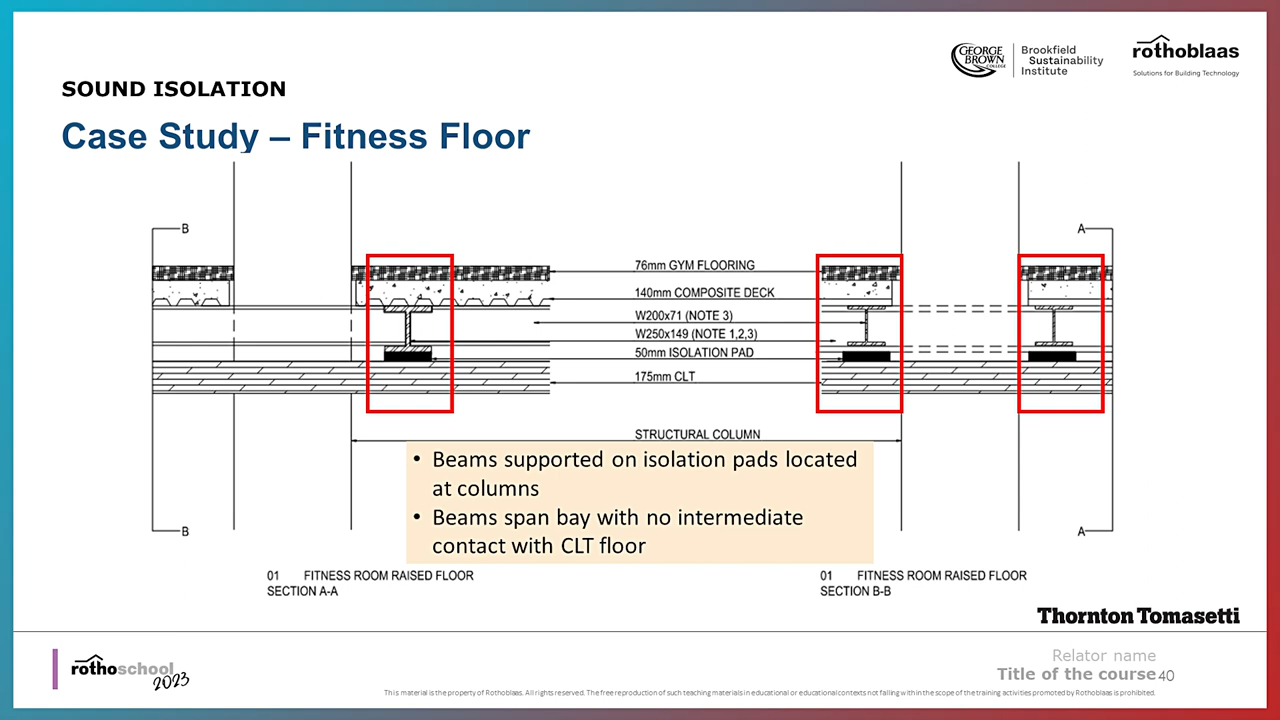 GEORGE BROWN COLLEGE
Brookfield
Sustainability
Institute
rothoblaas
Solutions for Building Technology
SOUND ISOLATION
Case Study – Fitness Floor
B
A
76mm GYM FLOORING
140mm COMPOSITE DECK
W200x71 (NOTE 3)
W250x149 (NOTE 1,2,3)
50mm ISOLATION PAD
175mm CLT
STRUCTURAL COLUMN
• Beams supported on isolation pads located
at columns
• Beams span bay with no intermediate
contact with CLT floor
B
A
01 FITNESS ROOM RAISED FLOOR
SECTION A-A
01 FITNESS ROOM RAISED FLOOR
SECTION B-B
Thornton Tomasetti
rothoschool
2023
Relator name
Title of the course 40
This material is the property of Rothoblaas. All rights reserved. The free reproduction of such teaching materials in educational or educational contexts not falling within the scope of the training activities promoted by Rothoblaas is prohibited.